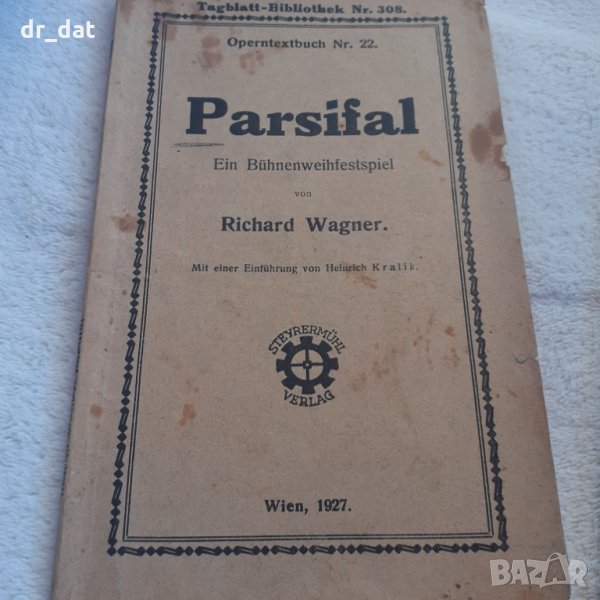 dr_dat
Tagblatt-Bibliothek Nr. 308.
Operntextbuch Nr. 22.
Parsifal
Ein Bühnenweihfestspiel
von
Richard Wagner.
Mit einer Einführung von Heinrich Kralik.
STEYRERMÜHL
VERLAG
Wien, 1927.
BAZAR